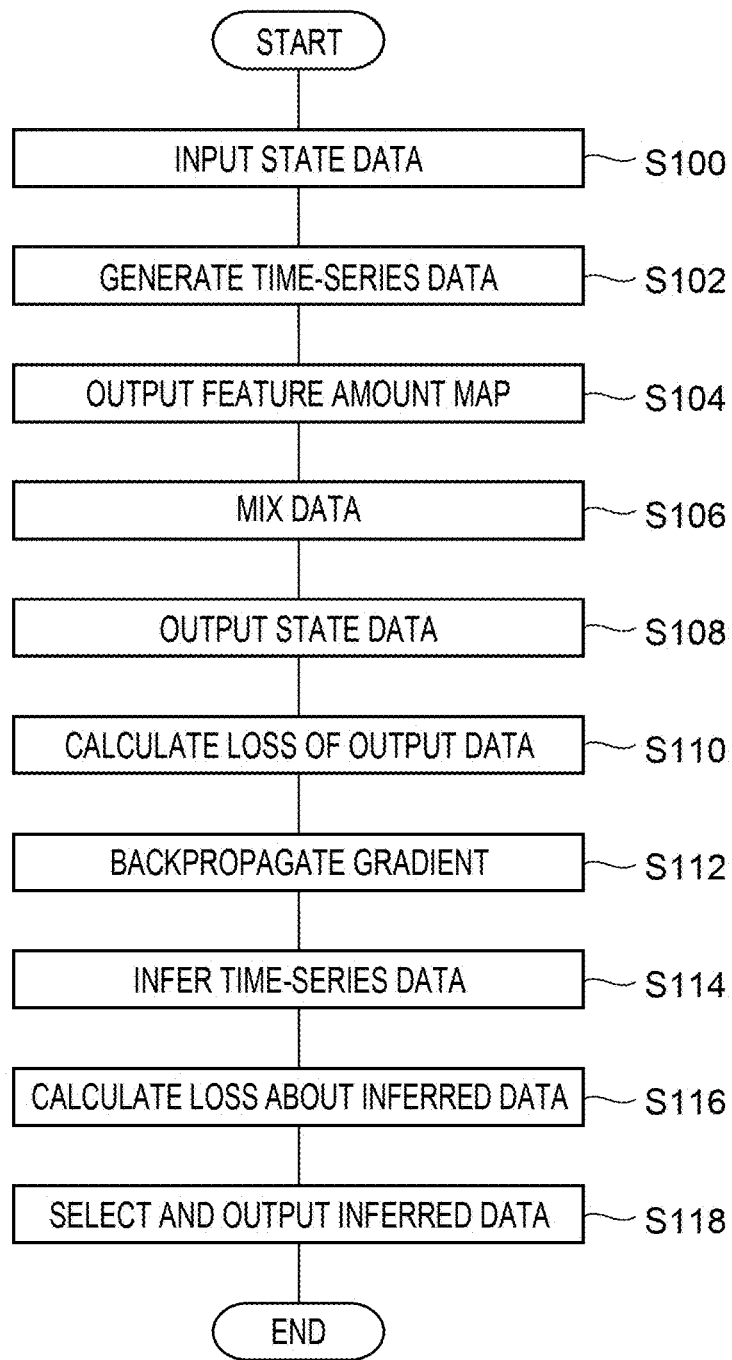 START
INPUT STATE DATA S100
GENERATE TIME-SERIES DATA S102
OUTPUT FEATURE AMOUNT MAP S104
MIX DATA S106
OUTPUT STATE DATA S108
CALCULATE LOSS OF OUTPUT DATA S110
BACKPROPAGATE GRADIENT S112
INFER TIME-SERIES DATA S114
CALCULATE LOSS ABOUT INFERRED DATA S116
SELECT AND OUTPUT INFERRED DATA S118
END